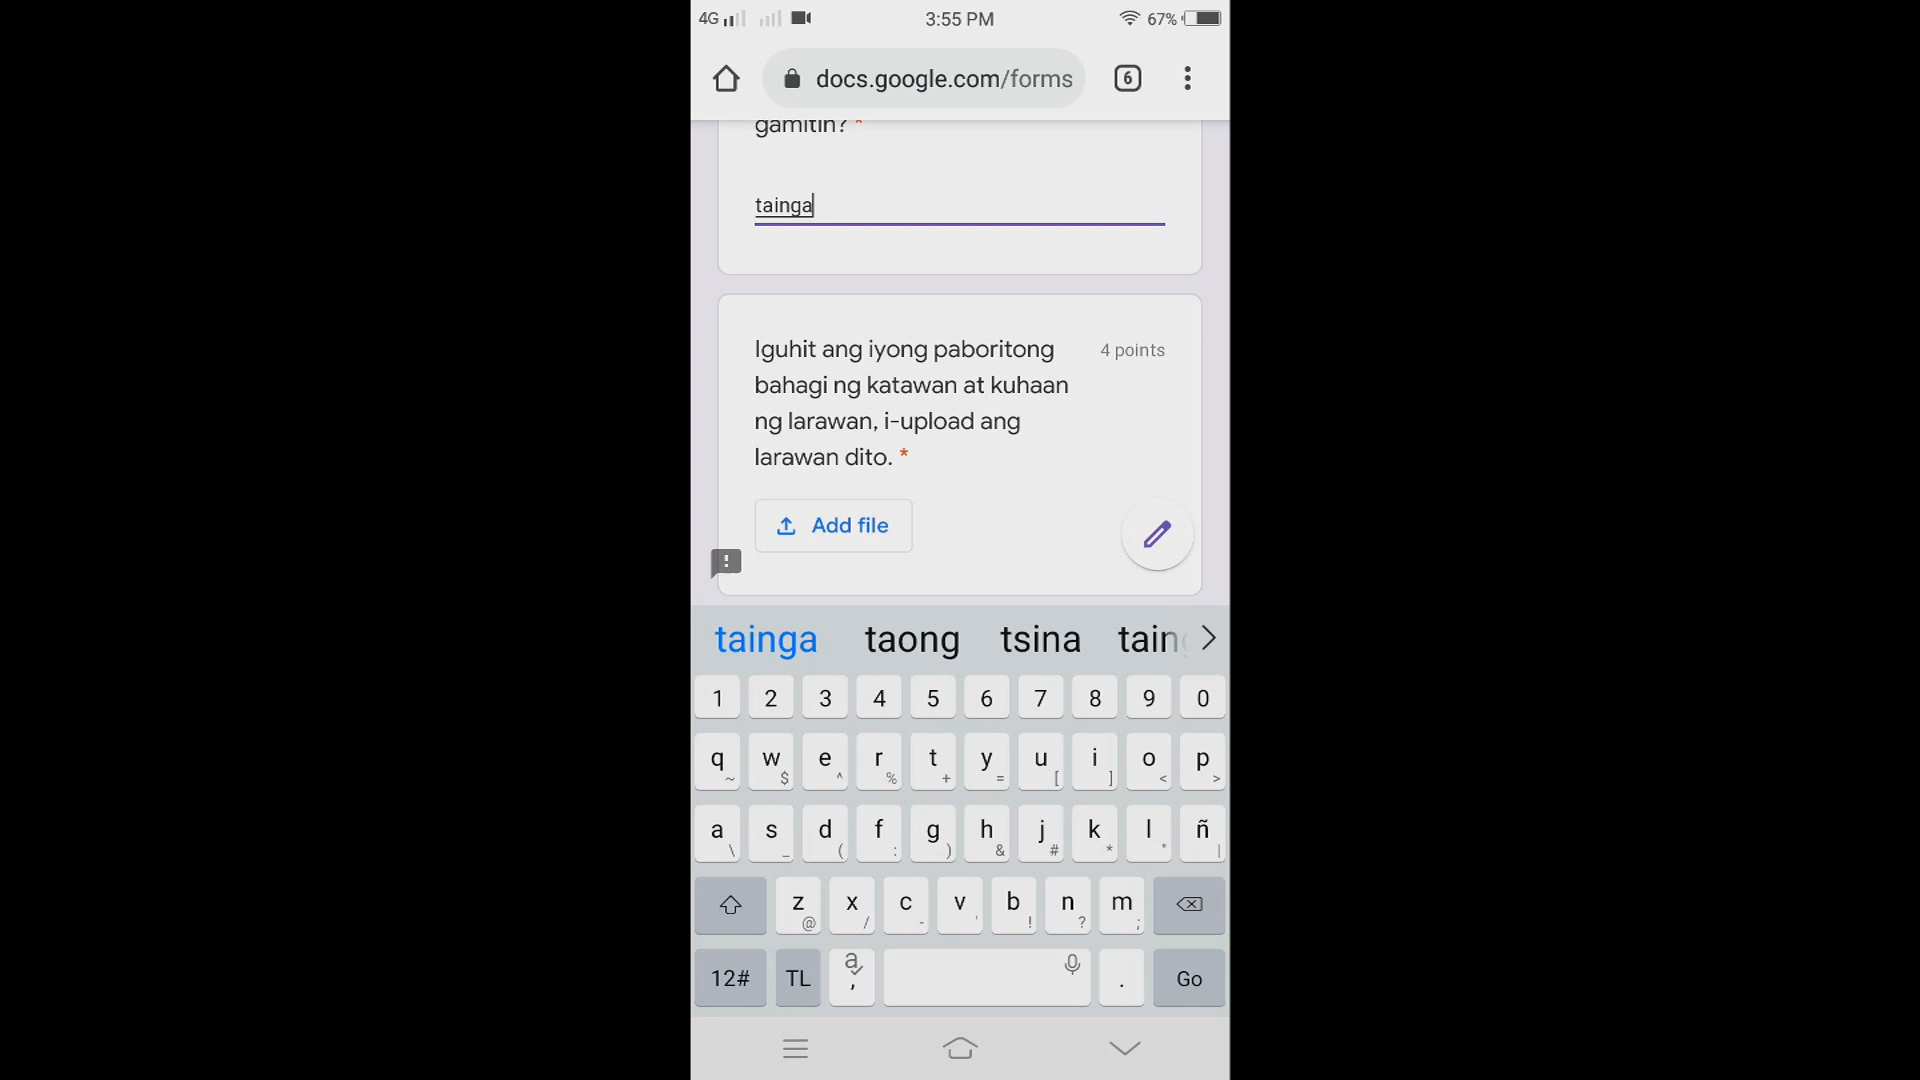 4G 3:55 PM 67%
docs.google.com/forms 6
gamitin? *
tainga
Iguhit ang iyong paboritong 4 points
bahagi ng katawan at kuhaan
ng larawan, i-upload ang
larawan dito. *
Add file
!
tainga taong tsina taing
1 2 3 4 5 6 7 8 9 0
q w e r t y u i o p
~ $ ^ % + = [ ] < >
a s d f g h j k l ñ
\ _ ( : ) & # * " |
z x c v b n m
@ / - ' ! ? ;
12# TL a , . Go